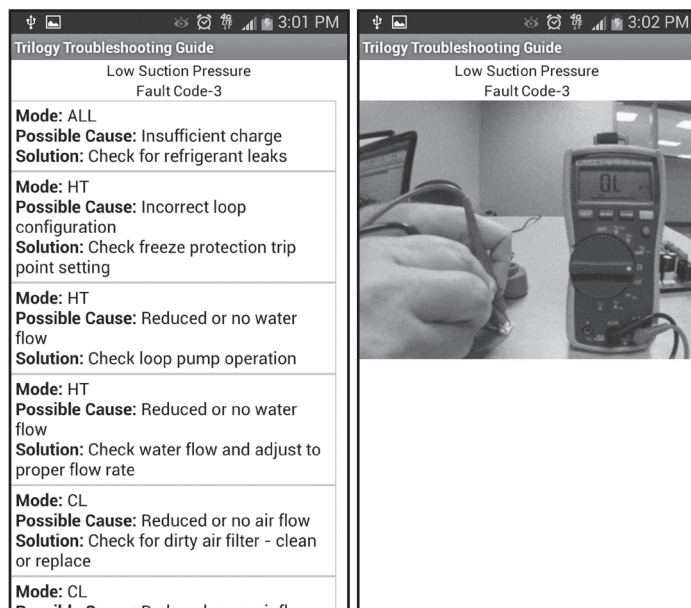 3:01 PM
Trilogy Troubleshooting Guide
Low Suction Pressure
Fault Code-3
Mode: ALL
Possible Cause: Insufficient charge
Solution: Check for refrigerant leaks
Mode: HT
Possible Cause: Incorrect loop
configuration
Solution: Check freeze protection trip
point setting
Mode: HT
Possible Cause: Reduced or no water
flow
Solution: Check loop pump operation
Mode: HT
Possible Cause: Reduced or no water
flow
Solution: Check water flow and adjust to
proper flow rate
Mode: CL
Possible Cause: Reduced or no air flow
Solution: Check for dirty air filter - clean
or replace
Mode: CL
3:02 PM
Trilogy Troubleshooting Guide
Low Suction Pressure
Fault Code-3
OL